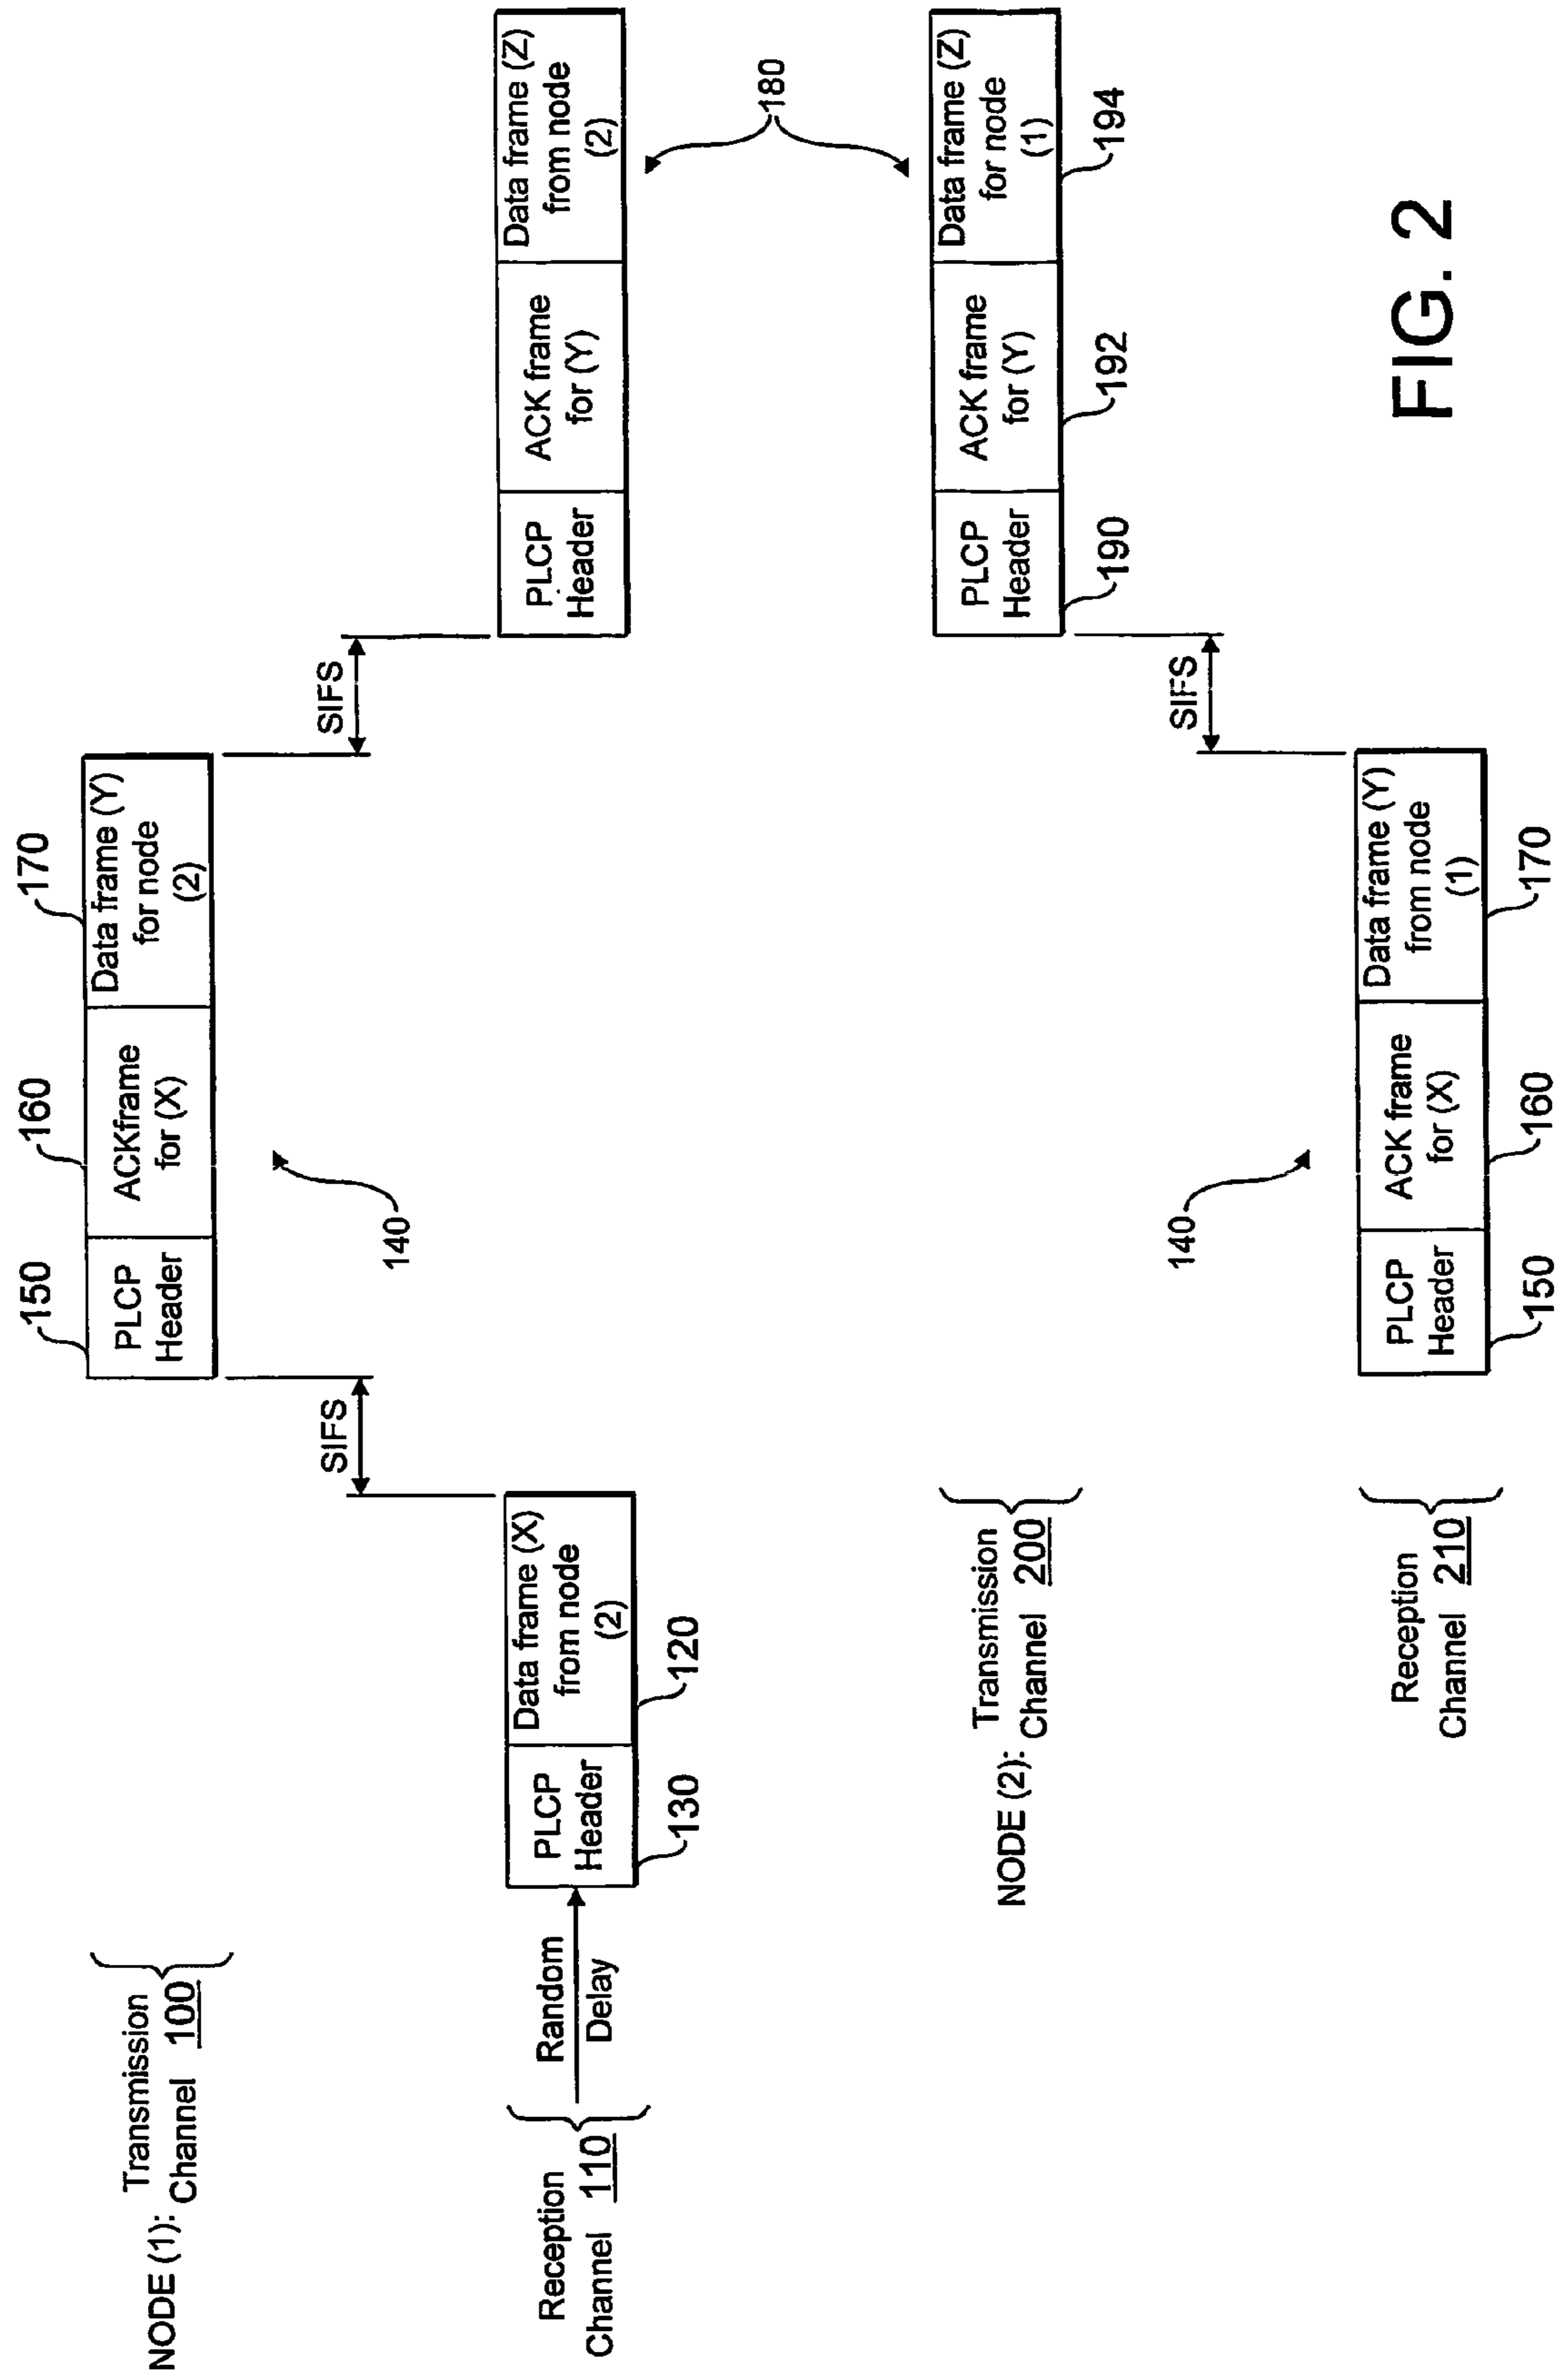 NODE (1):
Transmission
Channel 100
150
160
170
PLCP
Header
ACKframe
for (X)
Data frame (Y)
for node
(2)
140
SIFS
SIFS
Reception
Channel 110
Random
Delay
PLCP
Header
Data frame (X)
from node
(2)
130
120
PLCP
Header
ACK frame
for (Y)
Data frame (Z)
from node
(2)
180
NODE (2):
Transmission
Channel 200
PLCP
Header
ACK frame
for (Y)
Data frame (Z)
for node
(1)
190
192
194
140
SIFS
Reception
Channel 210
PLCP
Header
ACK frame
for (X)
Data frame (Y)
from node
(1)
150
160
170
FIG. 2